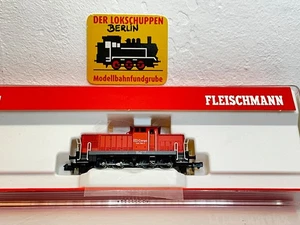 DER LOKSCHUPPEN
BERLIN
Modellbahnfundgrube
FLEISCHMANN